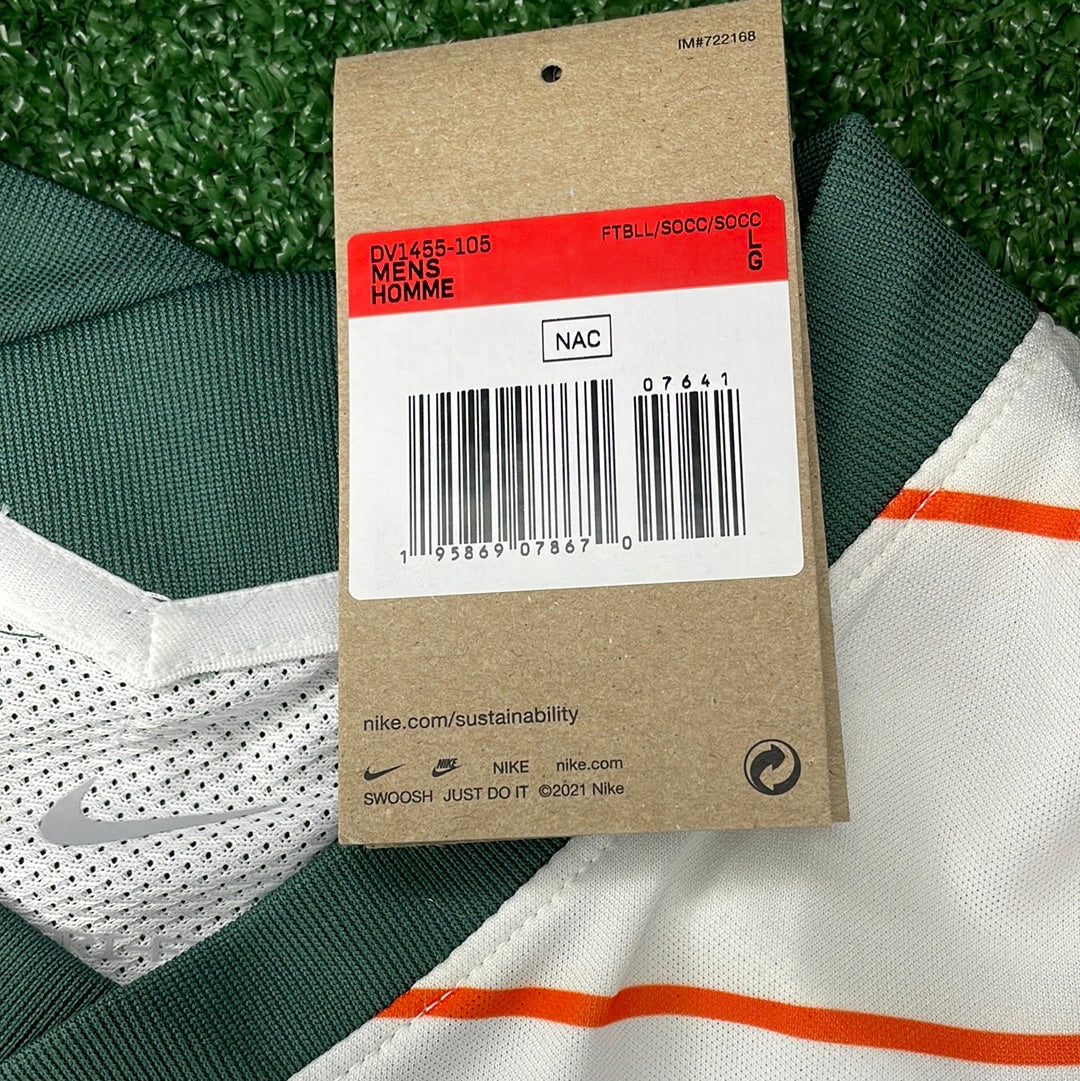 IM#722168
DV1455-105
FTBLL/SOCC/SOCC
MENS
L
HOMME
G
NAC
07641
1 95869 07867 0
nike.com/sustainability
NIKE NIKE nike.com
SWOOSH JUST DO IT ©2021 Nike